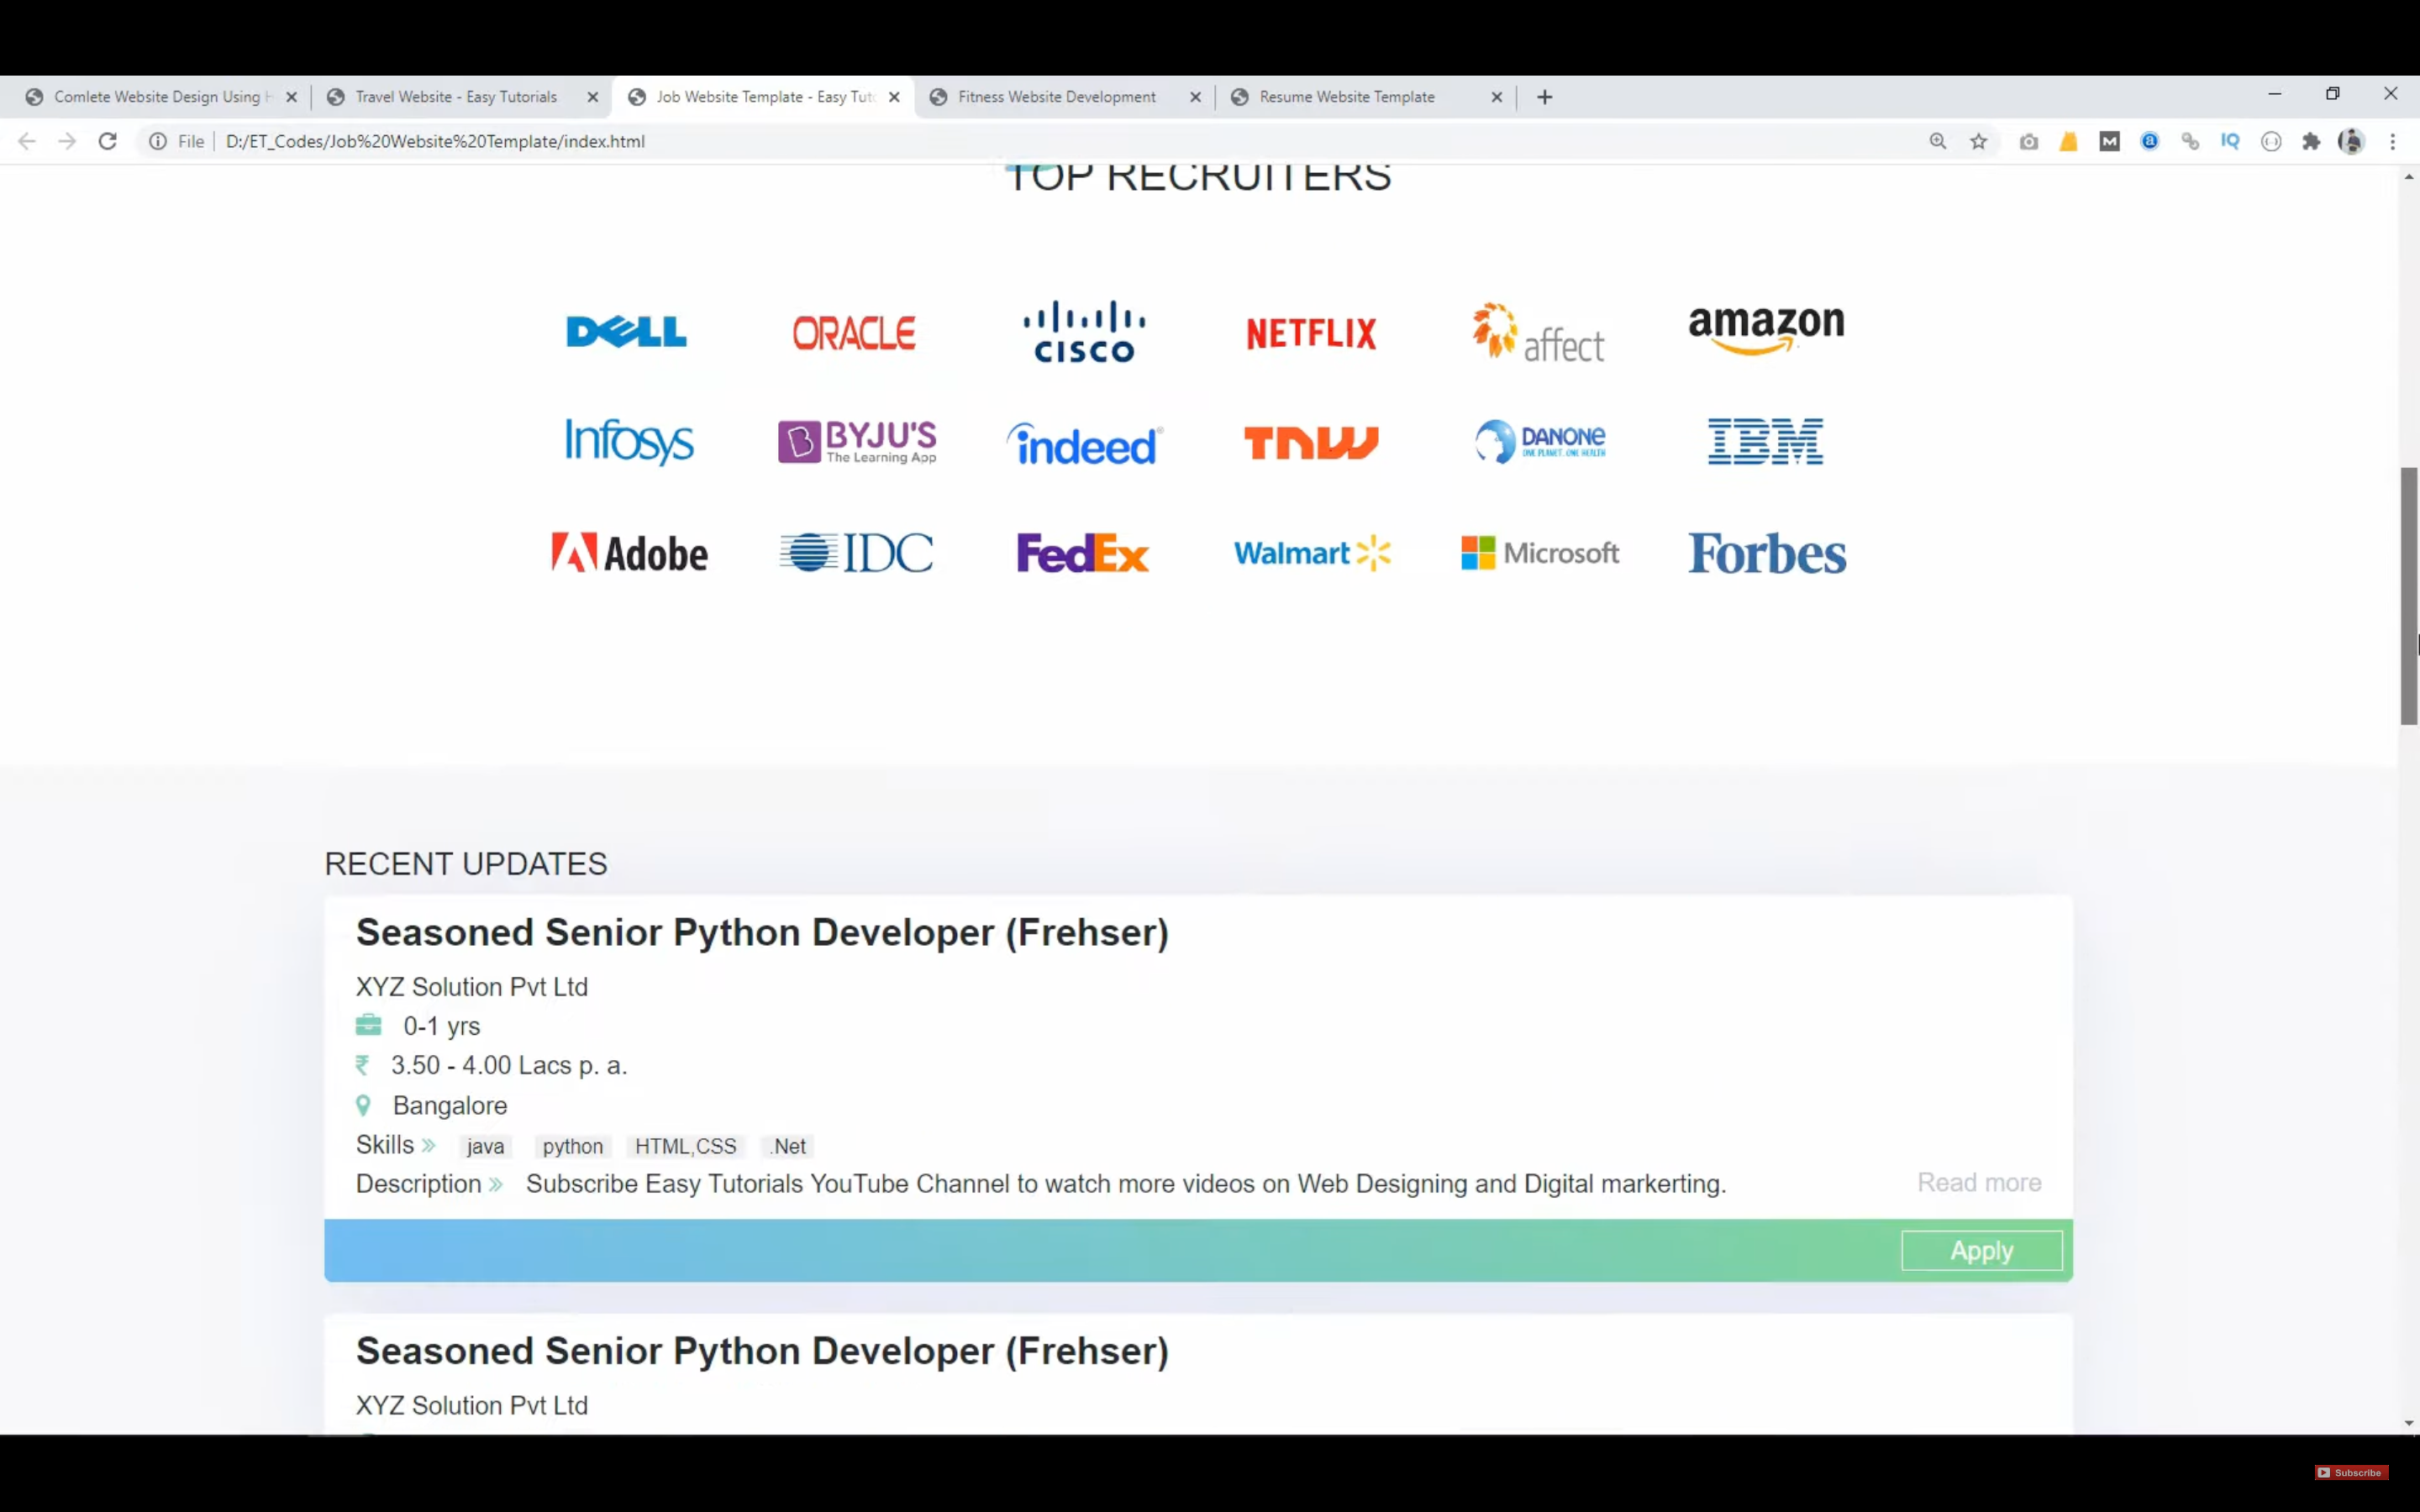 Comlete Website Design Using H
Travel Website - Easy Tutorials
Job Website Template - Easy Tuto
Fitness Website Development
Resume Website Template
File D:/ET_Codes/Job%20Website%20Template/index.html
IQ
TOP RECRUITERS
DELL ORACLE CISCO NETFLIX affect amazon
Infosys BYJU'S The Learning App indeed TNW DANONE ONE PLANET. ONE HEALTH IBM
Adobe IDC FedEx Walmart Microsoft Forbes
RECENT UPDATES
Seasoned Senior Python Developer (Frehser)
XYZ Solution Pvt Ltd
0-1 yrs
₹ 3.50 - 4.00 Lacs p. a.
Bangalore
Skills » java python HTML,CSS .Net
Description » Subscribe Easy Tutorials YouTube Channel to watch more videos on Web Designing and Digital markerting. Read more
Apply
Seasoned Senior Python Developer (Frehser)
XYZ Solution Pvt Ltd
Subscribe